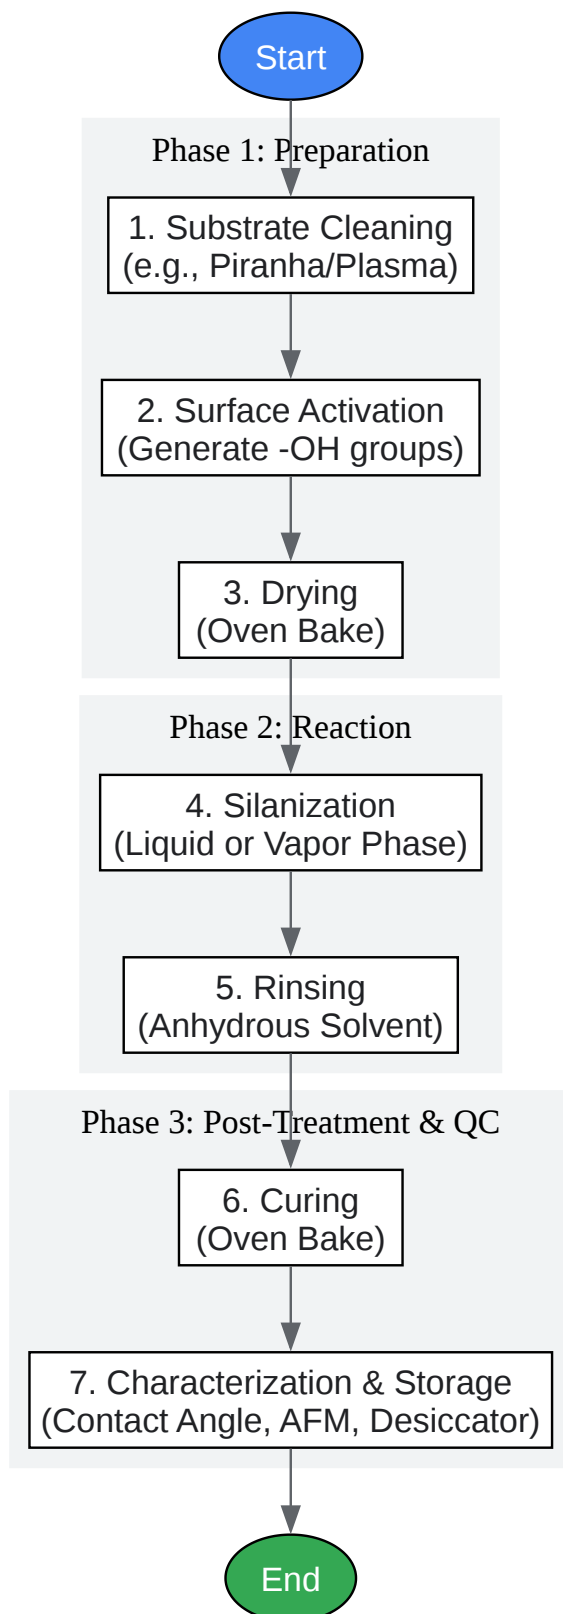 Start
Phase 1: Preparation
1. Substrate Cleaning
(e.g., Piranha/Plasma)
2. Surface Activation
(Generate -OH groups)
3. Drying
(Oven Bake)
Phase 2: Reaction
4. Silanization
(Liquid or Vapor Phase)
5. Rinsing
(Anhydrous Solvent)
Phase 3: Post-Treatment & QC
6. Curing
(Oven Bake)
7. Characterization & Storage
(Contact Angle, AFM, Desiccator)
End